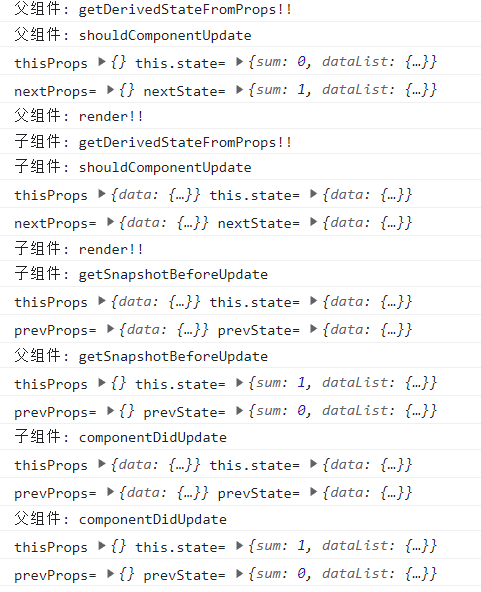 父组件: getDerivedStateFromProps!!
父组件: shouldComponentUpdate
thisProps ▶{} this.state= ▶{sum: 0, dataList: {…}}
nextProps= ▶{} nextState= ▶{sum: 1, dataList: {…}}
父组件: render!!
子组件: getDerivedStateFromProps!!
子组件: shouldComponentUpdate
thisProps ▶{data: {…}} this.state= ▶{data: {…}}
nextProps= ▶{data: {…}} nextState= ▶{data: {…}}
子组件: render!!
子组件: getSnapshotBeforeUpdate
thisProps ▶{data: {…}} this.state= ▶{data: {…}}
prevProps= ▶{data: {…}} prevState= ▶{data: {…}}
父组件: getSnapshotBeforeUpdate
thisProps ▶{} this.state= ▶{sum: 1, dataList: {…}}
prevProps= ▶{} prevState= ▶{sum: 0, dataList: {…}}
子组件: componentDidUpdate
thisProps ▶{data: {…}} this.state= ▶{data: {…}}
prevProps= ▶{data: {…}} prevState= ▶{data: {…}}
父组件: componentDidUpdate
thisProps ▶{} this.state= ▶{sum: 1, dataList: {…}}
prevProps= ▶{} prevState= ▶{sum: 0, dataList: {…}}